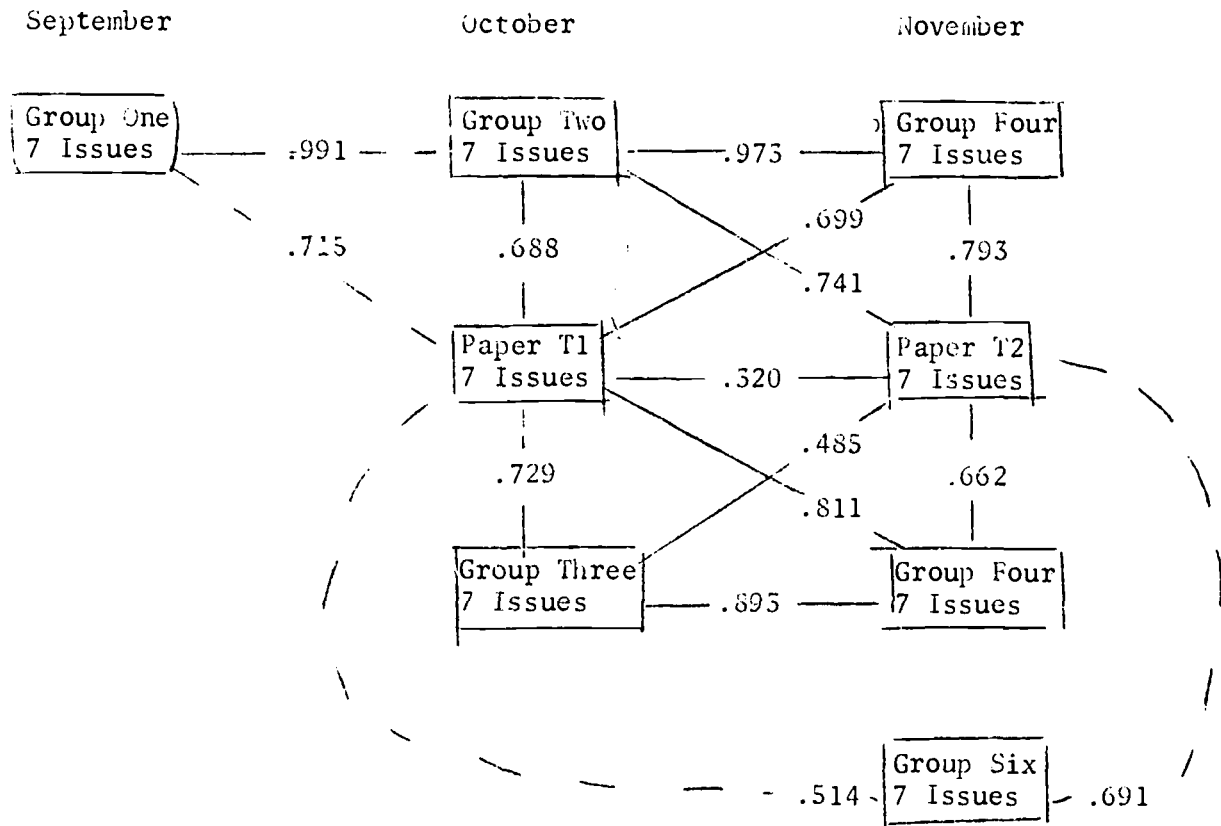 September October November
Group One Group Two Group Four
7 Issues .991 7 Issues .973 7 Issues
.699
.715 .688 .793
.741
Paper T1 Paper T2
7 Issues .320 7 Issues
.485
.729 .662
.811
Group Three Group Four
7 Issues .893 7 Issues
Group Six
.514 7 Issues .691